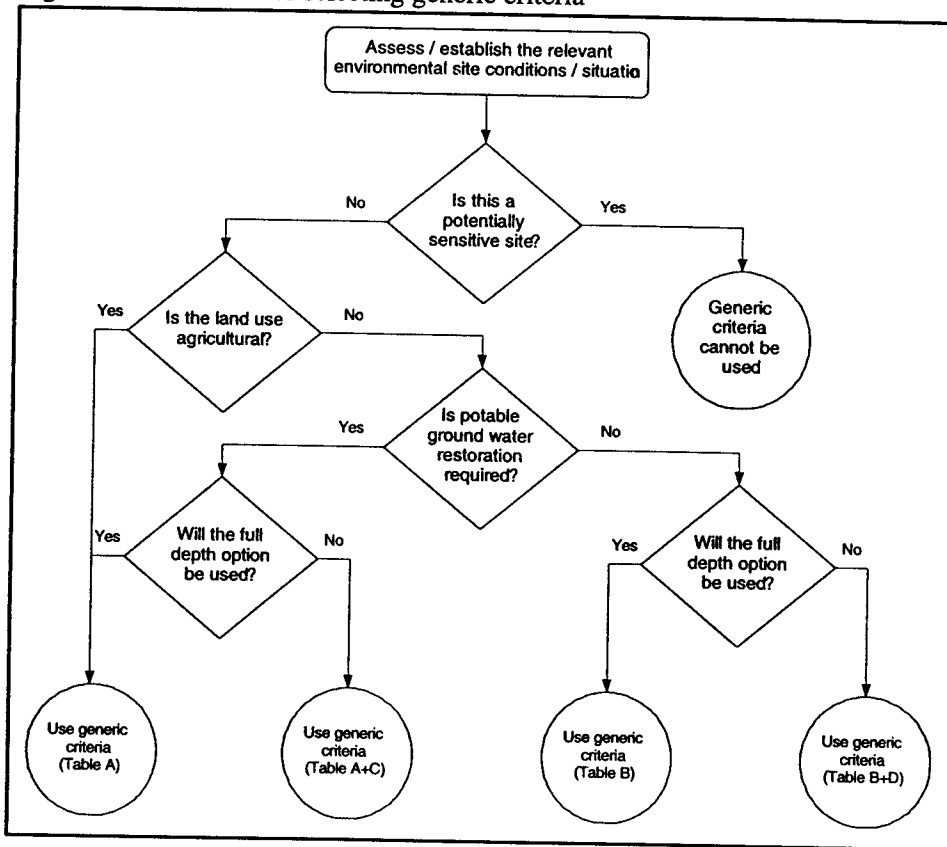 selecting generic criteria
Assess / establish the relevant
environmental site conditions / situatio
Is this a
potentially
sensitive site?
No
Yes
Generic
criteria
cannot be
used
Is the land use
agricultural?
Yes
No
Is potable
ground water
restoration
required?
Yes
No
Will the full
depth option
be used?
Yes
No
Will the full
depth option
be used?
Yes
No
Use generic
criteria
(Table A)
Use generic
criteria
(Table A+C)
Use generic
criteria
(Table B)
Use generic
criteria
(Table B+D)